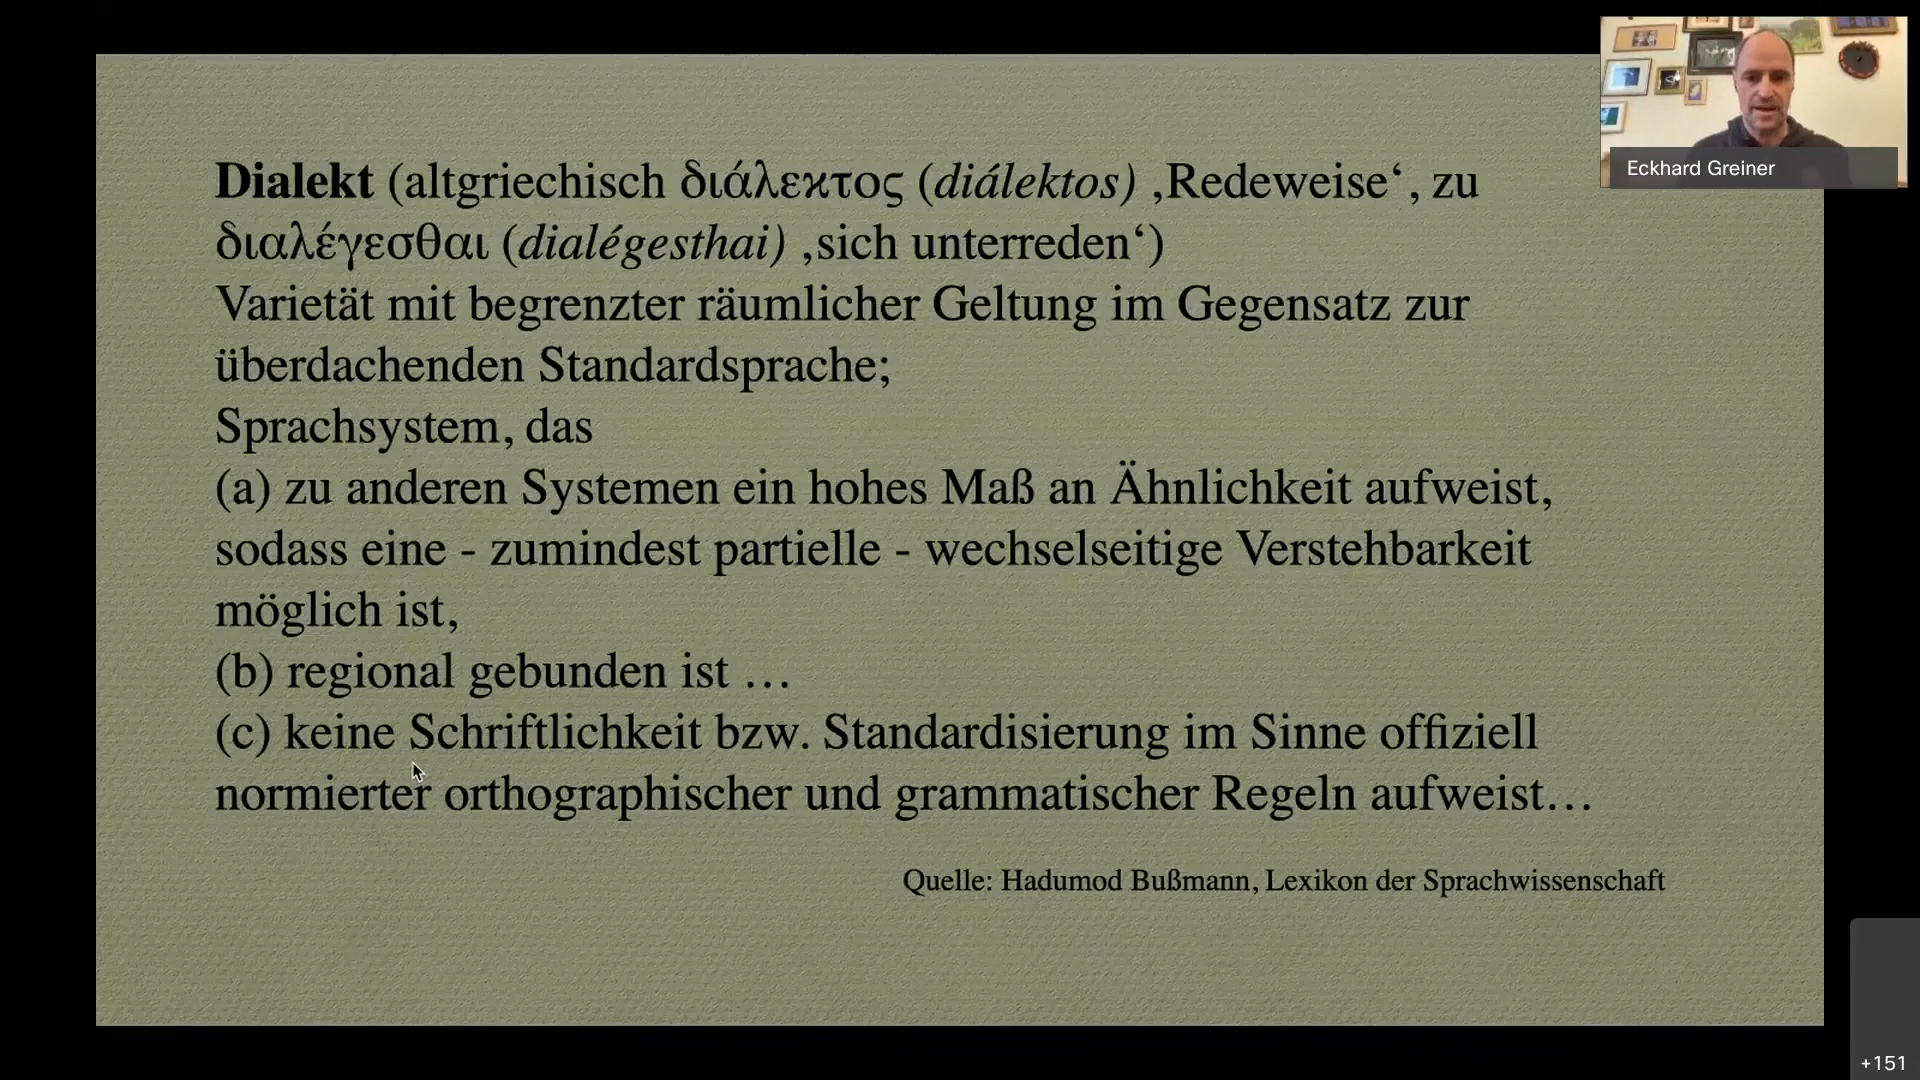 Dialekt (altgriechisch διάλεκτος (diálektos) ‚Redeweise‘, zu
διαλέγεσθαι (dialégesthai) ‚sich unterreden‘)
Varietät mit begrenzter räumlicher Geltung im Gegensatz zur
überdachenden Standardsprache;
Sprachsystem, das
(a) zu anderen Systemen ein hohes Maß an Ähnlichkeit aufweist,
sodass eine - zumindest partielle - wechselseitige Verstehbarkeit
möglich ist,
(b) regional gebunden ist …
(c) keine Schriftlichkeit bzw. Standardisierung im Sinne offiziell
normierter orthographischer und grammatischer Regeln aufweist…
Quelle: Hadumod Bußmann, Lexikon der Sprachwissenschaft
Eckhard Greiner
+151